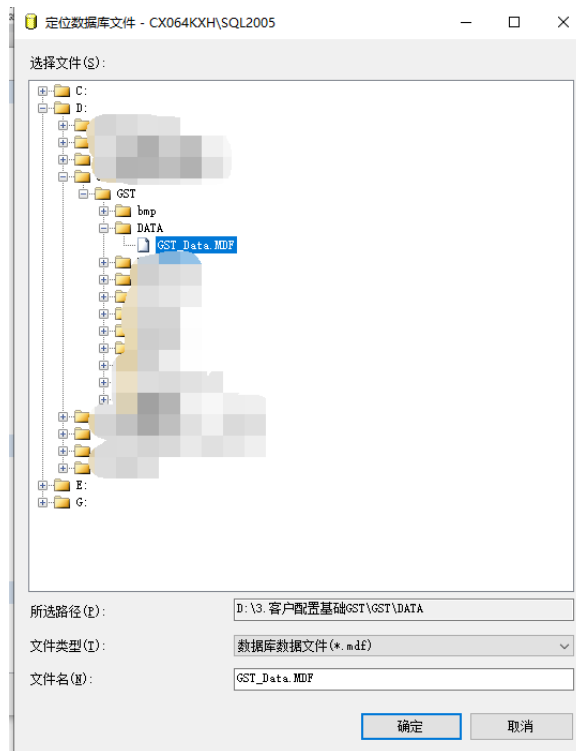 定位数据库文件 - CX064KXH\SQL2005
选择文件(S):
C:
D:
GST
bmp
DATA
GST_Data.MDF
E:
G:
所选路径(P):
D:\3.客户配置基础GST\GST\DATA
文件类型(T):
数据库数据文件(*.mdf)
文件名(N):
GST_Data.MDF
确定
取消